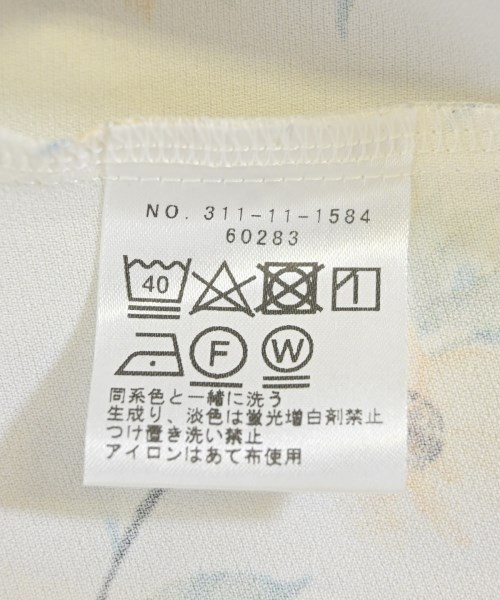 NO. 311-11-1584
60283
40
F W
同系色と一緒に洗う
生成り、淡色は蛍光増白剤禁止
つけ置き洗い禁止
アイロンはあて布使用